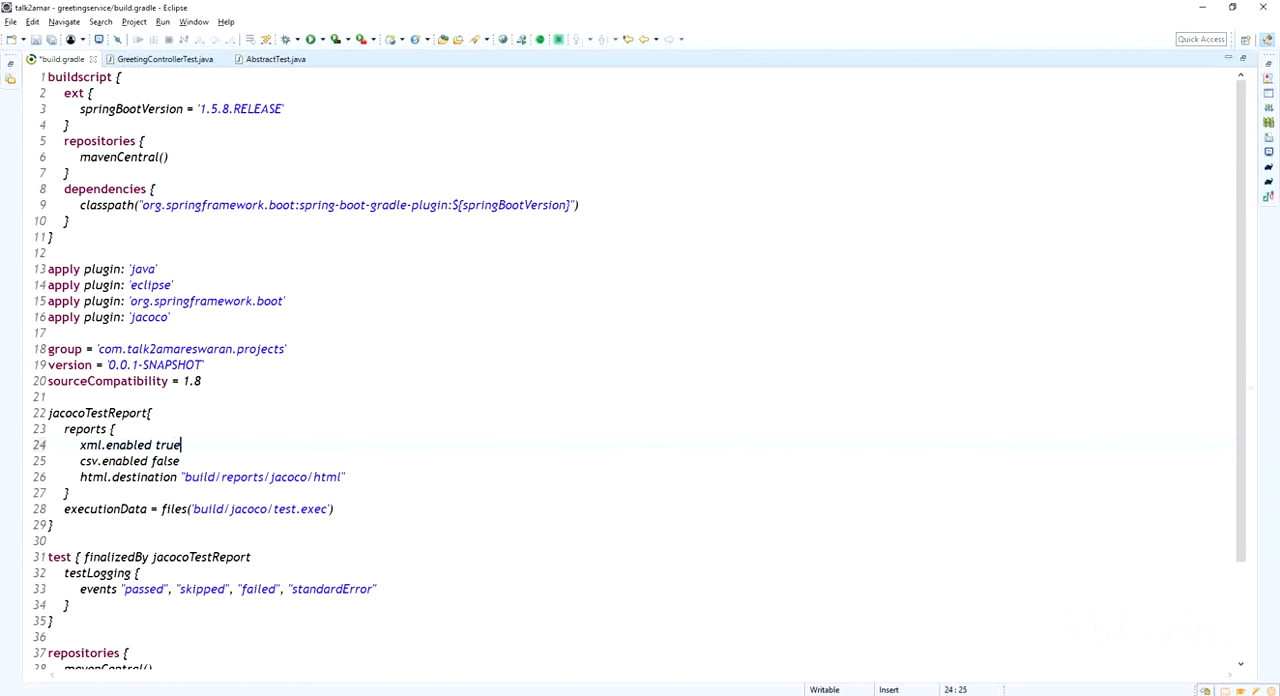 talk2amar - greetingservice/build.gradle - Eclipse
File Edit Navigate Search Project Run Window Help
Quick Access
*build.gradle GreetingControllerTest.java AbstractTest.java
1 buildscript {
2 ext {
3 springBootVersion = '1.5.8.RELEASE'
4 }
5 repositories {
6 mavenCentral()
7 }
8 dependencies {
9 classpath("org.springframework.boot:spring-boot-gradle-plugin:${springBootVersion}")
10 }
11 }
12
13 apply plugin: 'java'
14 apply plugin: 'eclipse'
15 apply plugin: 'org.springframework.boot'
16 apply plugin: 'jacoco'
17
18 group = 'com.talk2amareswaran.projects'
19 version = '0.0.1-SNAPSHOT'
20 sourceCompatibility = 1.8
21
22 jacocoTestReport{
23 reports {
24 xml.enabled true
25 csv.enabled false
26 html.destination "build/reports/jacoco/html"
27 }
28 executionData = files('build/jacoco/test.exec')
29 }
30
31 test { finalizedBy jacocoTestReport
32 testLogging {
33 events "passed", "skipped", "failed", "standardError"
34 }
35 }
36
37 repositories {
38 mavenCentral()
Writable Insert 24 : 25